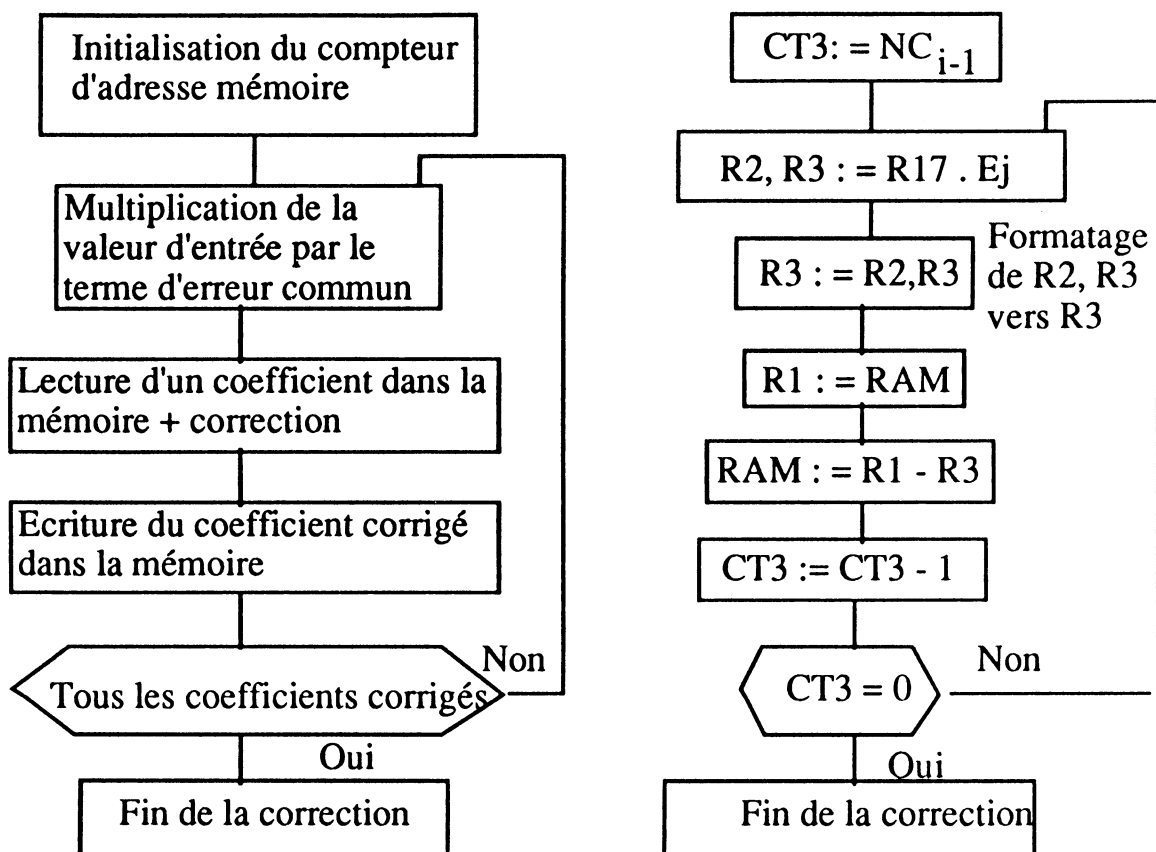 Initialisation du compteur
d'adresse mémoire
Multiplication de la
valeur d'entrée par le
terme d'erreur commun
Lecture d'un coefficient dans la
mémoire + correction
Ecriture du coefficient corrigé
dans la mémoire
Non
Tous les coefficients corrigés
Oui
Fin de la correction
CT3: = NC i-1
R2, R3 : = R17 . Ej
R3 : = R2,R3
Formatage
de R2, R3
vers R3
R1 : = RAM
RAM : = R1 - R3
CT3 := CT3 - 1
Non
CT3 = 0
Oui
Fin de la correction